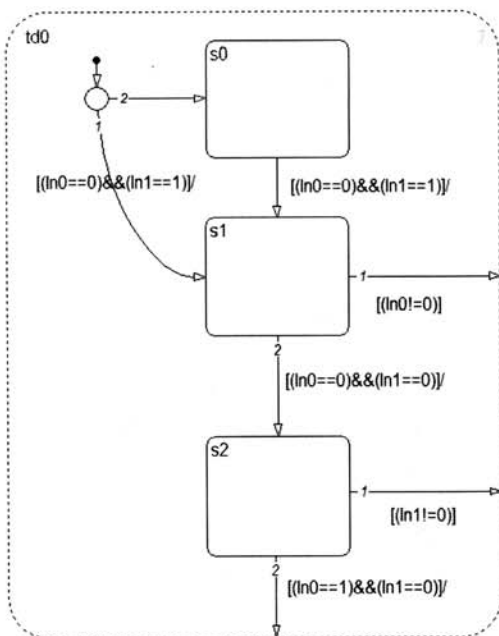 td0
s0
2
1
[(In0==0)&&(In1==1)]/
[(In0==0)&&(In1==1)]/
s1
1
[(In0!=0)]
2
[(In0==0)&&(In1==0)]/
s2
1
[(In1!=0)]
2
[(In0==1)&&(In1==0)]/